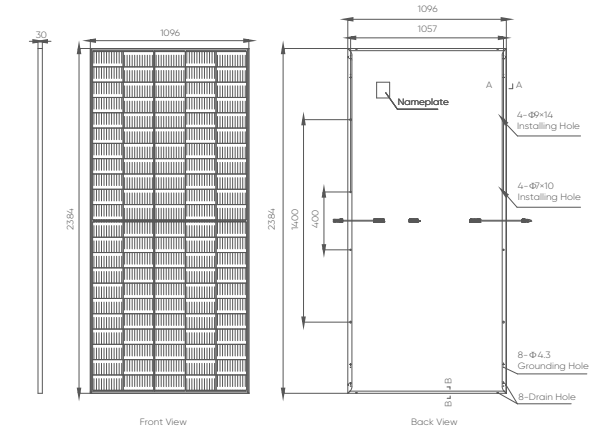 30
1096
2384
Front View
1096
1057
2384
1400
400
Nameplate
A
A
4-Φ9×14
Installing Hole
4-Φ7×10
Installing Hole
8-Φ4.3
Grounding Hole
8-Drain Hole
B
B
Back View